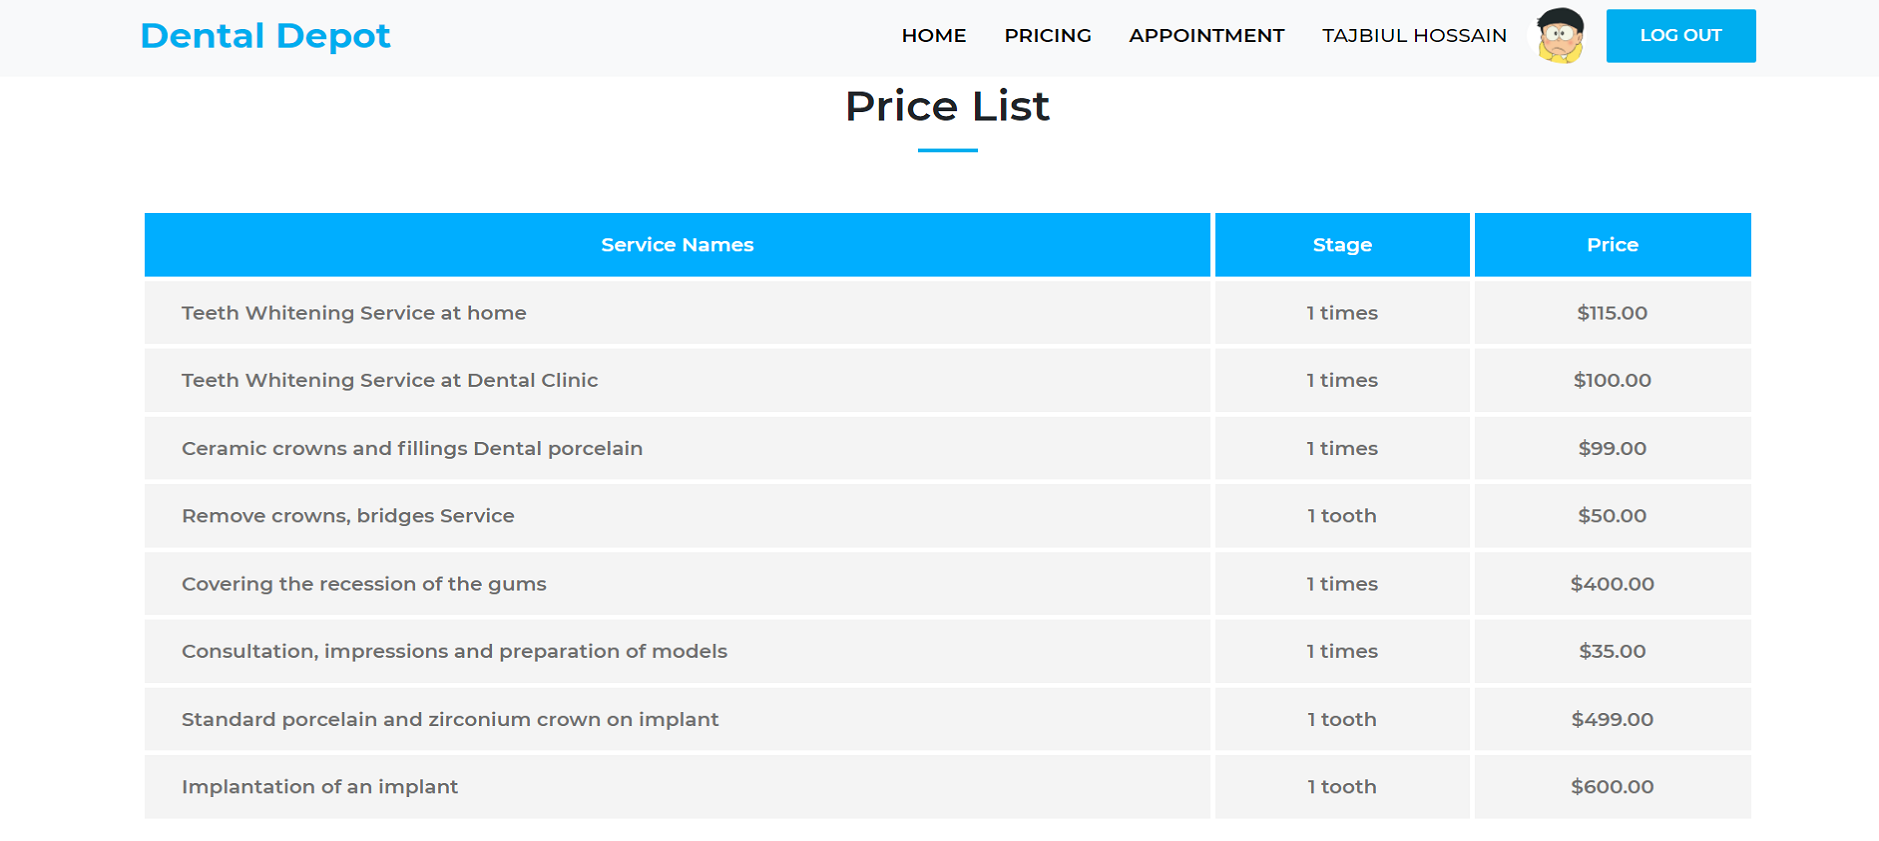 Dental Depot
HOME PRICING APPOINTMENT TAJBIUL HOSSAIN LOG OUT
Price List
Service Names Stage Price
Teeth Whitening Service at home 1 times $115.00
Teeth Whitening Service at Dental Clinic 1 times $100.00
Ceramic crowns and fillings Dental porcelain 1 times $99.00
Remove crowns, bridges Service 1 tooth $50.00
Covering the recession of the gums 1 times $400.00
Consultation, impressions and preparation of models 1 times $35.00
Standard porcelain and zirconium crown on implant 1 tooth $499.00
Implantation of an implant 1 tooth $600.00